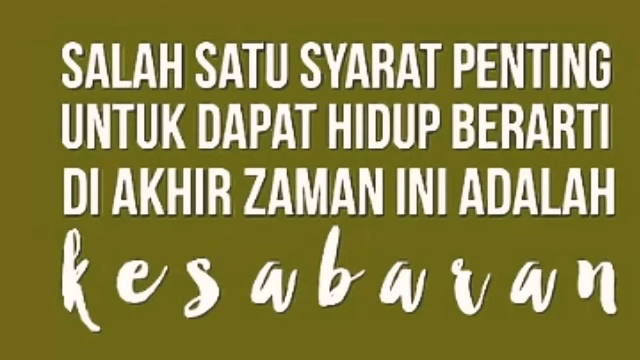 SALAH SATU SYARAT PENTING
UNTUK DAPAT HIDUP BERARTI
DI AKHIR ZAMAN INI ADALAH
kesabaran